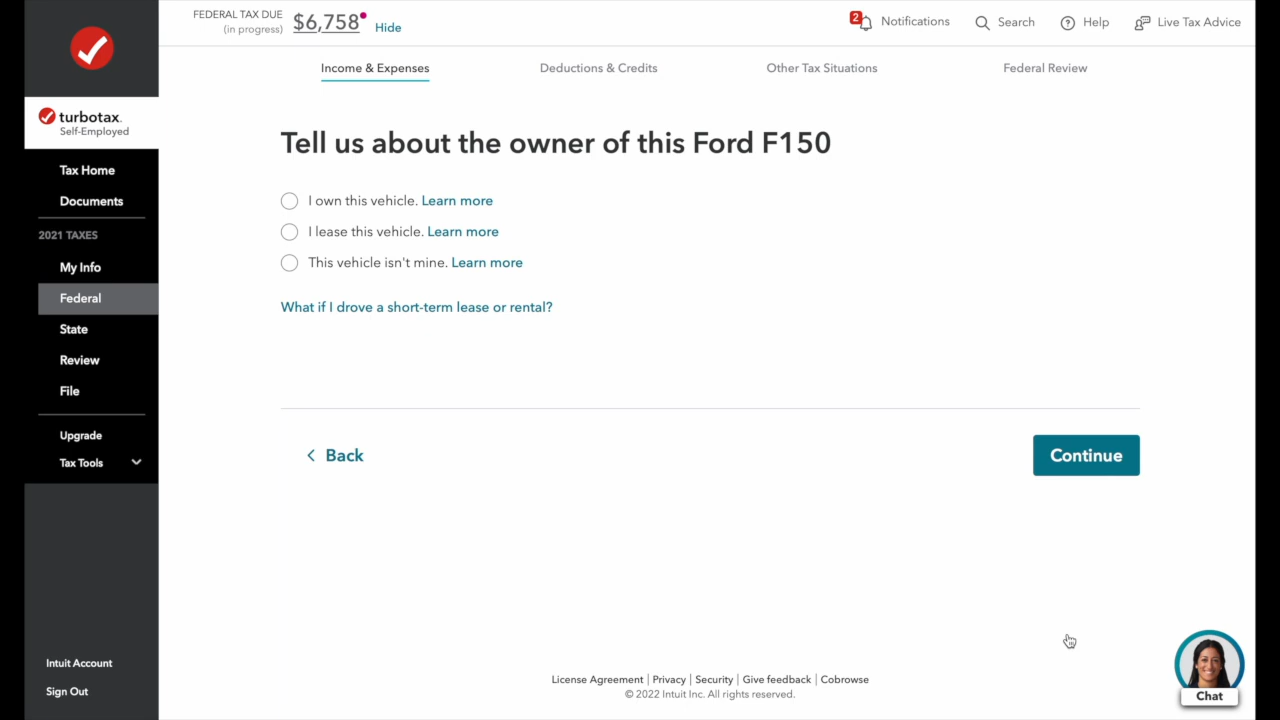 FEDERAL TAX DUE
(in progress)
$6,758
Hide
2
Notifications
Search
Help
Live Tax Advice
Income & Expenses
Deductions & Credits
Other Tax Situations
Federal Review
turbotax.
Self-Employed
Tax Home
Documents
2021 TAXES
My Info
Federal
State
Review
File
Upgrade
Tax Tools
Intuit Account
Sign Out
Tell us about the owner of this Ford F150
I own this vehicle. Learn more
I lease this vehicle. Learn more
This vehicle isn't mine. Learn more
What if I drove a short-term lease or rental?
Back
Continue
License Agreement | Privacy | Security | Give feedback | Cobrowse
© 2022 Intuit Inc. All rights reserved.
Chat